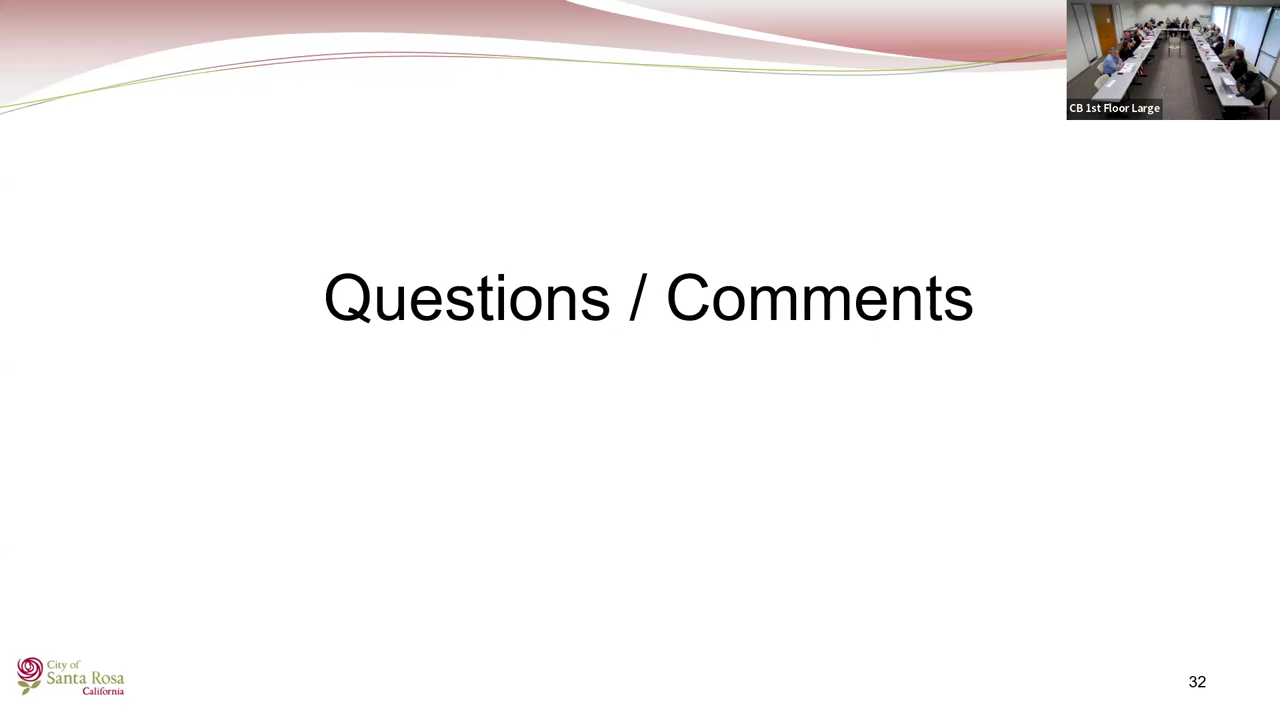 CB 1st Floor Large
Questions / Comments
City of
Santa Rosa
California
32